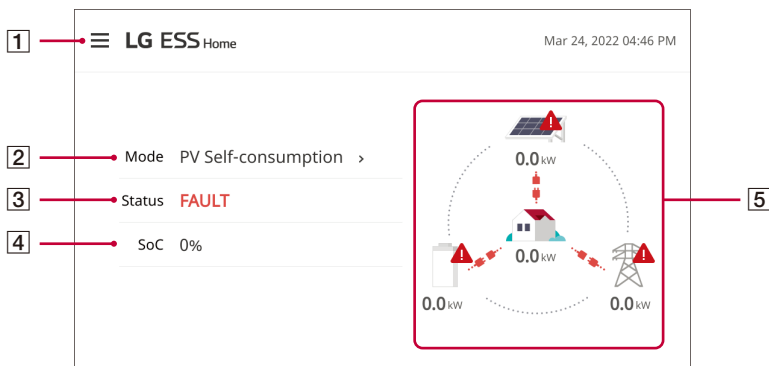 1
LG ESS Home
Mar 24, 2022 04:46 PM
2
Mode PV Self-consumption >
3
Status FAULT
4
SoC 0%
0.0 kW
0.0 kW
0.0 kW
0.0 kW
5